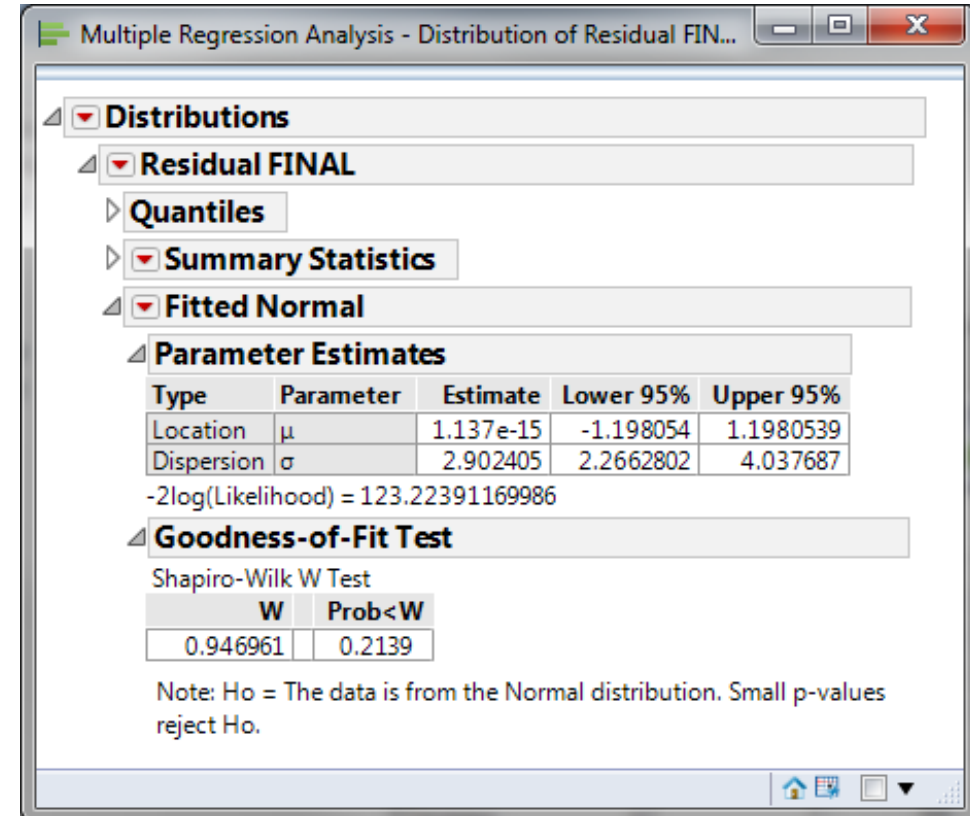 Multiple Regression Analysis - Distribution of Residual FIN...
Distributions
Residual FINAL
Quantiles
Summary Statistics
Fitted Normal
Parameter Estimates
Type Parameter Estimate Lower 95% Upper 95%
Location μ 1.137e-15 -1.198054 1.1980539
Dispersion σ 2.902405 2.2662802 4.037687
-2log(Likelihood) = 123.22391169986
Goodness-of-Fit Test
Shapiro-Wilk W Test
W Prob<W
0.946961 0.2139
Note: Ho = The data is from the Normal distribution. Small p-values
reject Ho.